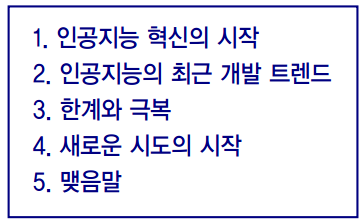 1. 인공지능 혁신의 시작
2. 인공지능의 최근 개발 트렌드
3. 한계와 극복
4. 새로운 시도의 시작
5. 맺음말